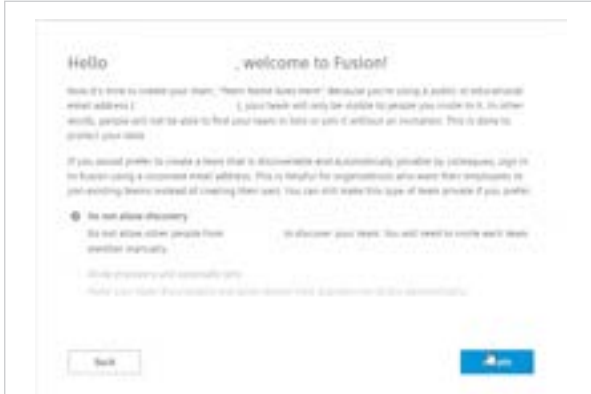 Hello , welcome to Fusion!
Now it's time to create your team, "Team Name Goes Here". Because you're using a public or educational
email address ( ), your team will only be visible to people you invite to it. In other
words, people will not be able to find your team in lists or join it without an invitation. This is done to
protect your data.
If you would prefer to create a team that is discoverable and automatically joinable by colleagues, sign in
to Fusion using a corporate email address. This is helpful for organizations who want their employees to
join existing teams instead of creating their own. You can still make this type of team private if you prefer.
Do not allow discovery
Do not allow other people from to discover your team. You will need to invite each team
member manually.
Back